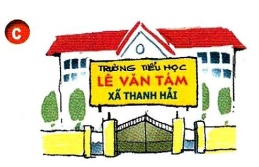 C
TRƯỜNG TIỂU HỌC
LÊ VĂN TÁM
XÃ THANH HẢI